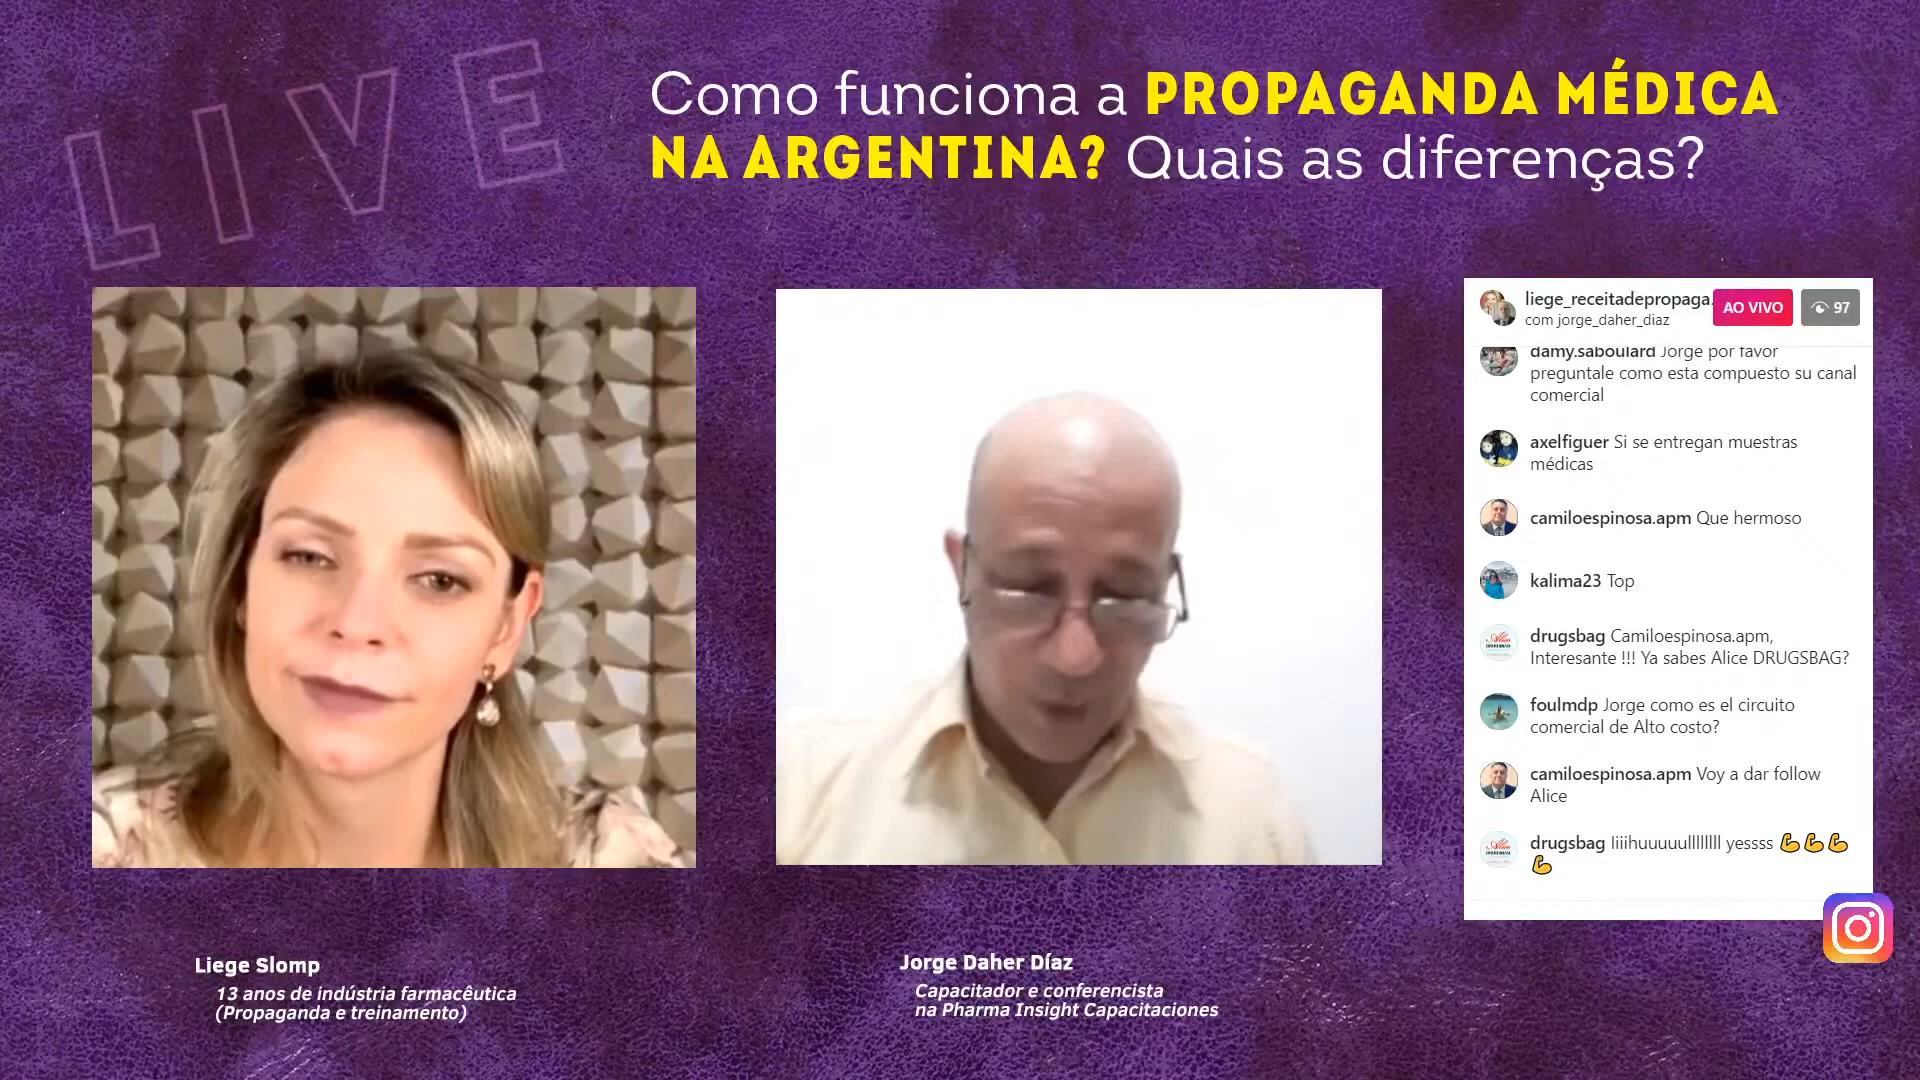 LIVE
Como funciona a PROPAGANDA MÉDICA
NA ARGENTINA? Quais as diferenças?
liege_receitadepropaga.
com jorge_daher_diaz
AO VIVO
97
damy.saboulard Jorge por favor
preguntale como esta compuesto su canal
comercial
axelfiguer Si se entregan muestras
médicas
camiloespinosa.apm Que hermoso
kalima23 Top
drugsbag Camiloespinosa.apm,
Interesante !!! Ya sabes Alice DRUGSBAG?
foulmdp Jorge como es el circuito
comercial de Alto costo?
camiloespinosa.apm Voy a dar follow
Alice
drugsbag Iiiihuuuuullllllll yessss 💪💪💪
💪
Liege Slomp
13 anos de indústria farmacêutica
(Propaganda e treinamento)
Jorge Daher Díaz
Capacitador e conferencista
na Pharma Insight Capacitaciones